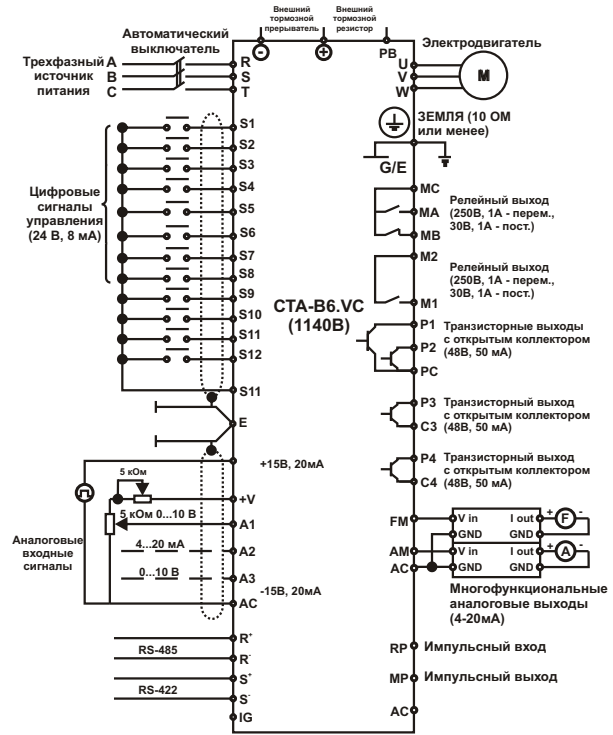 Внешний
тормозной
прерыватель
Внешний
тормозной
резистор
PB
Автоматический
выключатель
Трехфазный
источник
питания
A
B
C
R
S
T
U
V
W
Электродвигатель
M
ЗЕМЛЯ (10 ОМ
или менее)
G/E
S1
S2
S3
S4
S5
S6
S7
S8
S9
S10
S11
S12
S11
E
Цифровые
сигналы
управления
(24 В, 8 мА)
CTA-B6.VC
(1140В)
MC
MA
MB
Релейный выход
(250В, 1А - перем.,
30В, 1А - пост.)
M2
M1
Релейный выход
(250В, 1А - перем.,
30В, 1А - пост.)
P1
P2
PC
Транзисторные выходы
с открытым коллектором
(48В, 50 мА)
P3
C3
Транзисторный выход
с открытым коллектором
(48В, 50 мА)
P4
C4
Транзисторный выход
с открытым коллектором
(48В, 50 мА)
+15В, 20мА
5 кОм
+V
5 кОм 0...10 В
A1
Аналоговые
входные
сигналы
4...20 мА
A2
0...10 В
A3
-15В, 20мА
AC
FM
AM
AC
V in
I out
GND
GND
+
F
-
V in
I out
GND
GND
+
A
-
Многофункциональные
аналоговые выходы
(4-20мА)
R+
RS-485
R-
S+
RS-422
S-
IG
RP
Импульсный вход
MP
Импульсный выход
AC